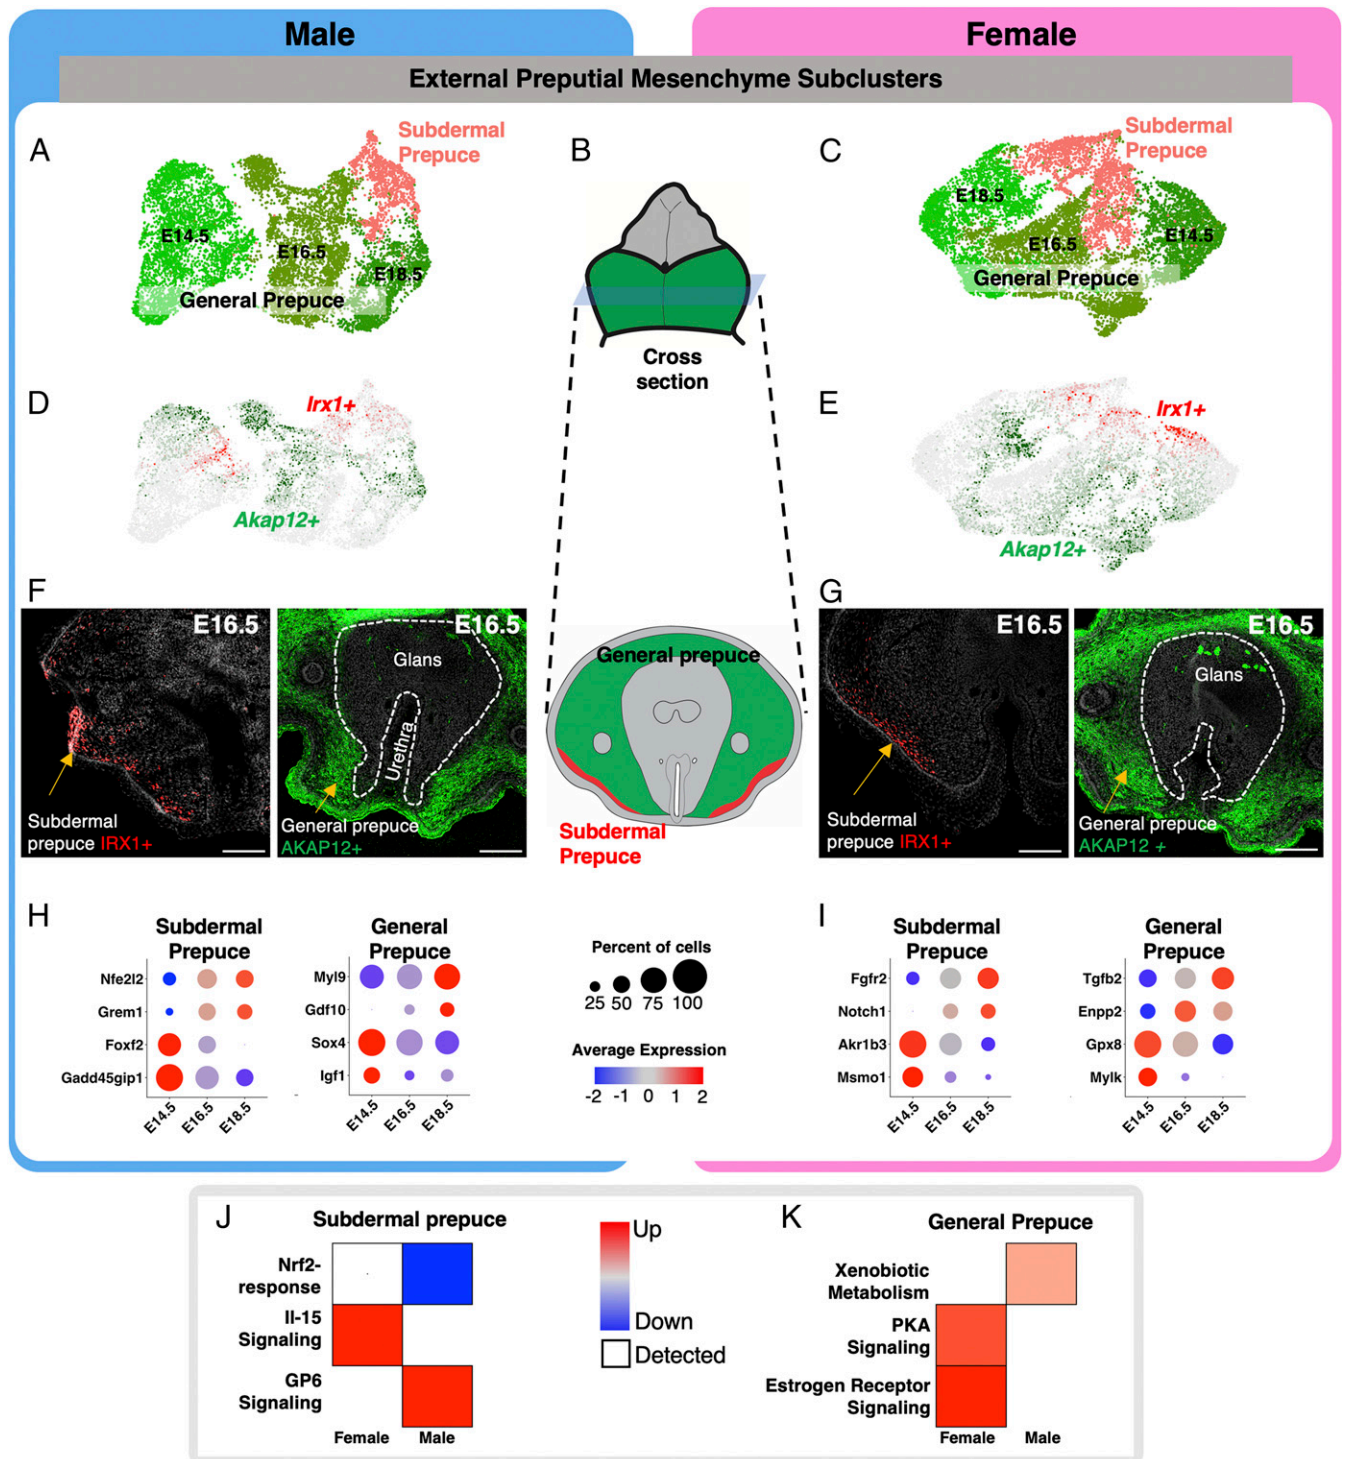 Male
Female
External Preputial Mesenchyme Subclusters
A
Subdermal
Prepuce
E14.5
E16.5
E18.5
General Prepuce
B
Cross
section
C
Subdermal
Prepuce
E18.5
E16.5
E14.5
General Prepuce
D
Irx1+
Akap12+
E
Irx1+
Akap12+
F
E16.5
Subdermal
prepuce IRX1+
E16.5
Glans
Urethra
General prepuce
AKAP12+
General prepuce
Subdermal
Prepuce
G
E16.5
Subdermal
prepuce IRX1+
E16.5
Glans
General prepuce
AKAP12 +
H
Subdermal
Prepuce
Nfe2l2
Grem1
Foxf2
Gadd45gip1
E14.5
E16.5
E18.5
General
Prepuce
Myl9
Gdf10
Sox4
Igf1
E14.5
E16.5
E18.5
Percent of cells
25 50 75 100
Average Expression
-2 -1 0 1 2
I
Subdermal
Prepuce
Fgfr2
Notch1
Akr1b3
Msmo1
E14.5
E16.5
E18.5
General
Prepuce
Tgfb2
Enpp2
Gpx8
Mylk
E14.5
E16.5
E18.5
J
Subdermal prepuce
Nrf2-
response
Il-15
Signaling
GP6
Signaling
Female Male
Up
Down
Detected
K
General Prepuce
Xenobiotic
Metabolism
PKA
Signaling
Estrogen Receptor
Signaling
Female Male